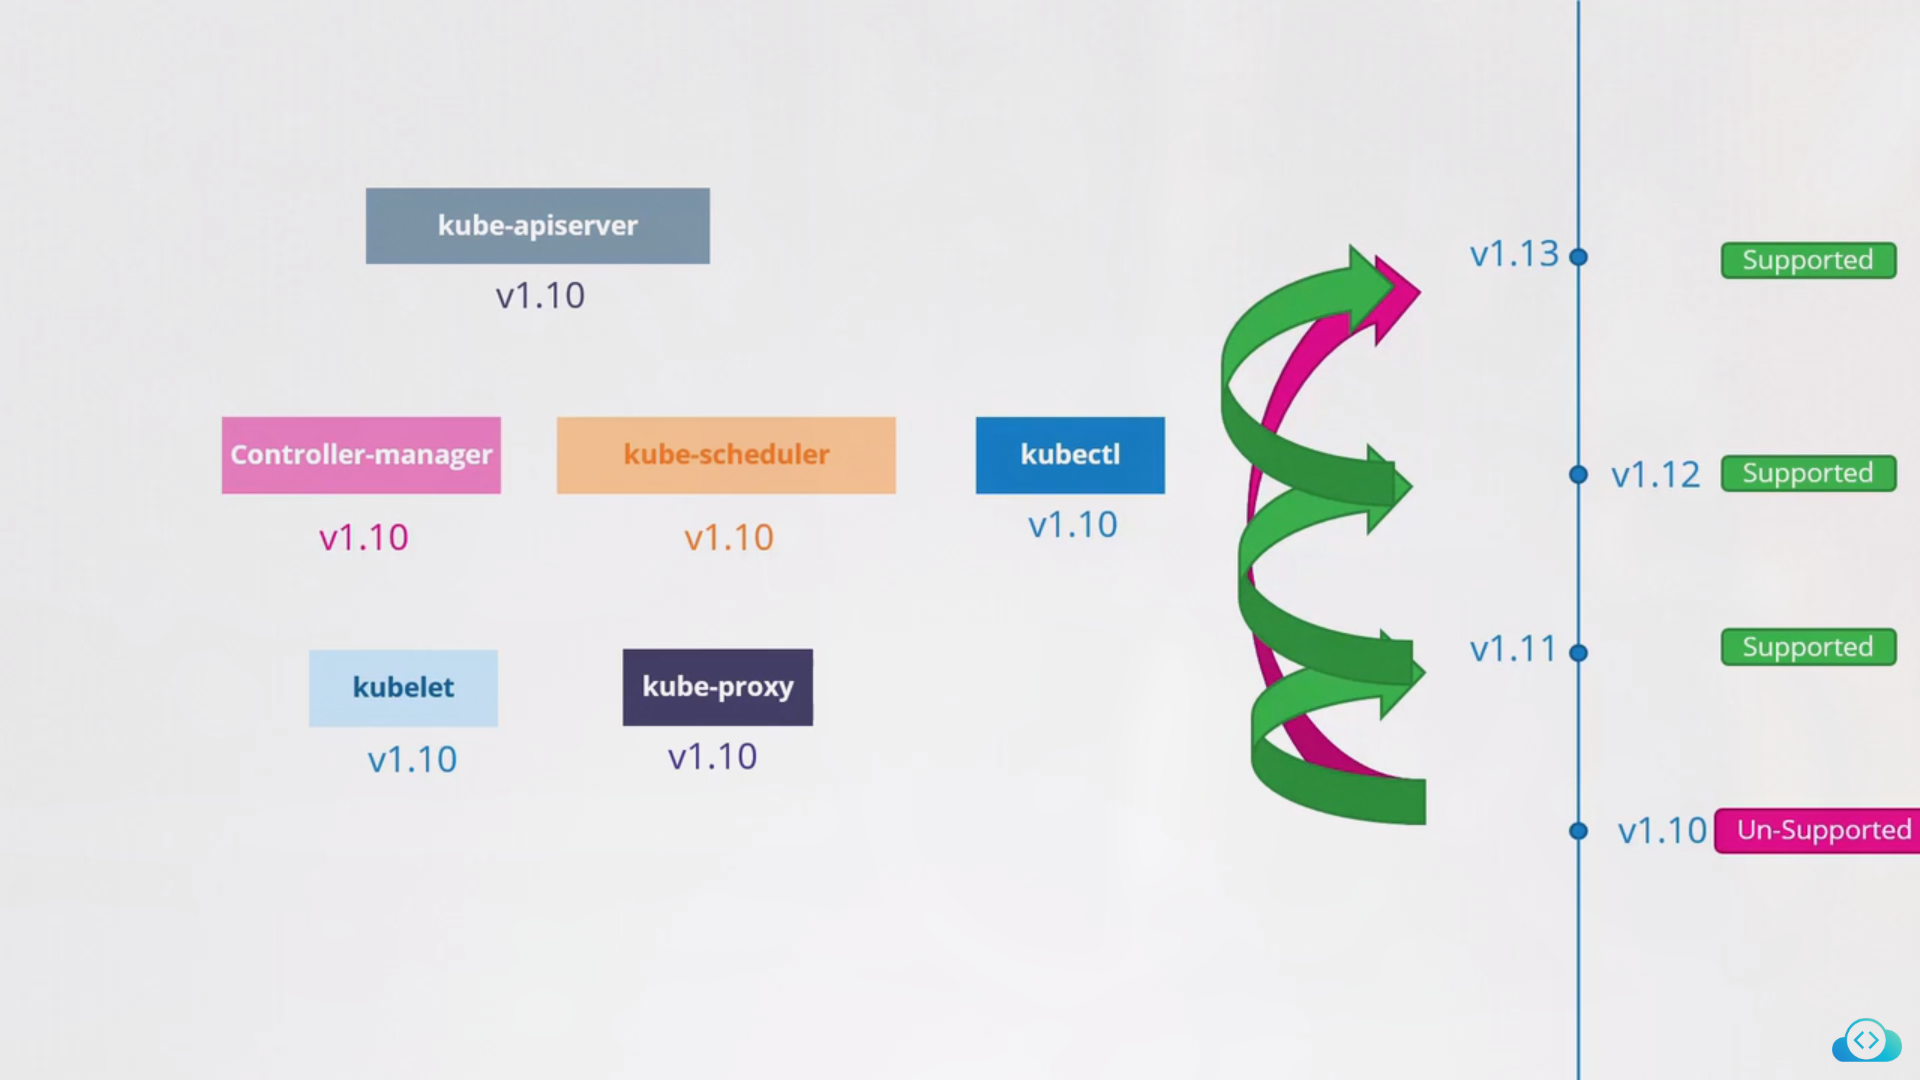 kube-apiserver
v1.10
Controller-manager
v1.10
kube-scheduler
v1.10
kubectl
v1.10
kubelet
v1.10
kube-proxy
v1.10
v1.13
Supported
v1.12
Supported
v1.11
Supported
v1.10
Un-Supported